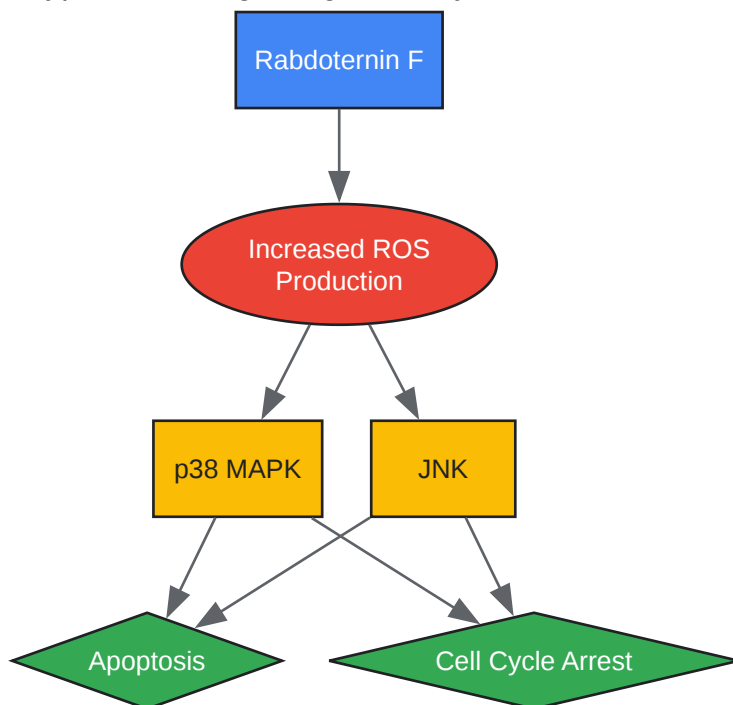 Rabdoternin F
Increased ROS
Production
p38 MAPK
JNK
Apoptosis
Cell Cycle Arrest